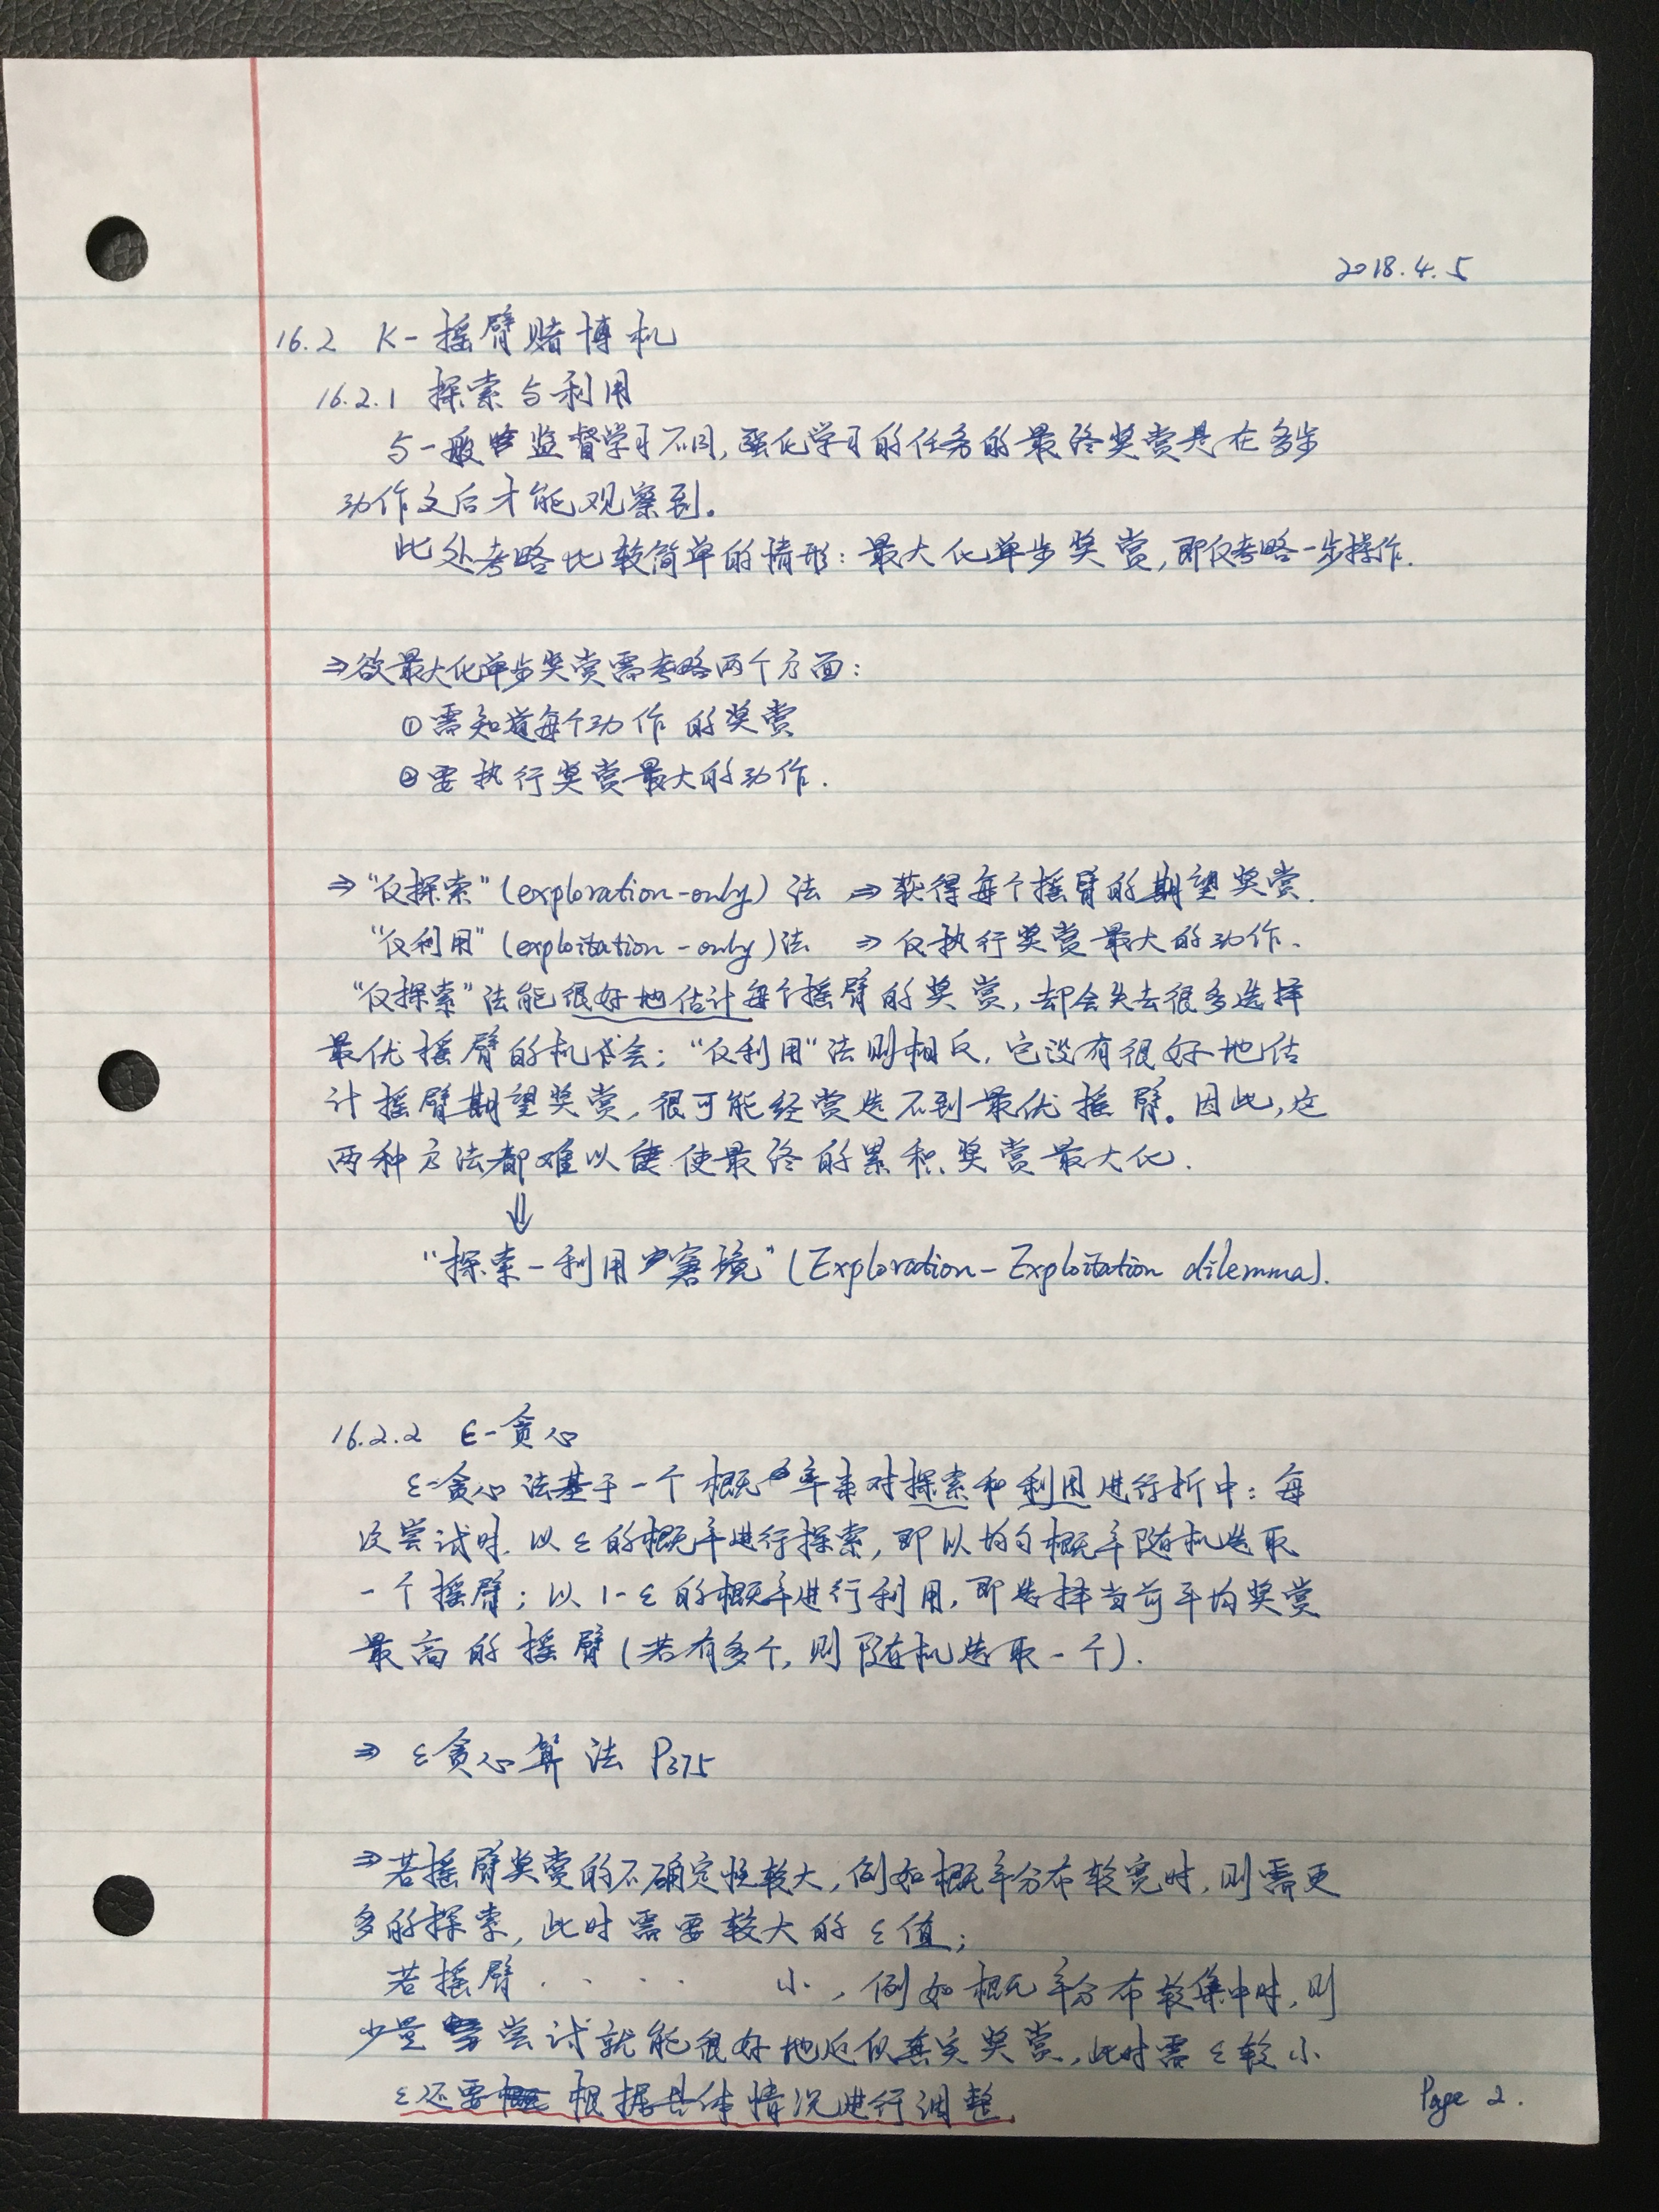 2018.4.5
16.2 K-摇臂赌博机
16.2.1 探索与利用
与一般监督学习不同,强化学习的任务的最终奖赏是在多步
动作之后才能观察到。
此处考略比较简单的情形:最大化单步奖赏,即仅考略一步操作.
⇒欲最大化单步奖赏需考略两个方面:
①需知道每个动作的奖赏
②要执行奖赏最大的动作.
⇒“仅探索”(exploration-only)法 ⇒获得每个摇臂的期望奖赏.
“仅利用”(exploitation-only)法 ⇒仅执行奖赏最大的动作.
“仅探索”法能很好地估计每个摇臂的奖赏,却会失去很多选择
最优摇臂的机会;“仅利用”法则相反,它没有很好地估
计摇臂期望奖赏,很可能经赏选不到最优摇臂。因此,这
两种方法都难以使最终的累积奖赏最大化.
⇓
“探索-利用窘境”(Exploration-Exploitation dilemma).
16.2.2 ϵ-贪心
ε-贪心法基于一个概率来对探索和利用进行折中:每
次尝试时.以ε的概率进行探索,即以均匀概率随机选取
一个摇臂;以1-ε的概率进行利用,即选择当前平均奖赏
最高的摇臂(若有多个,则随机选取一个).
⇒ ε贪心算法 P375
⇒若摇臂奖赏的不确定性较大,例如概率分布较宽时,则需更
多的探索,此时需要较大的ε值;
若摇臂 . . . . 小,例如概率分布较集中时,则
少量尝试就能很好地近似真实奖赏,此时需ε较小
ε还要根据具体情况进行调整.
Page 2.